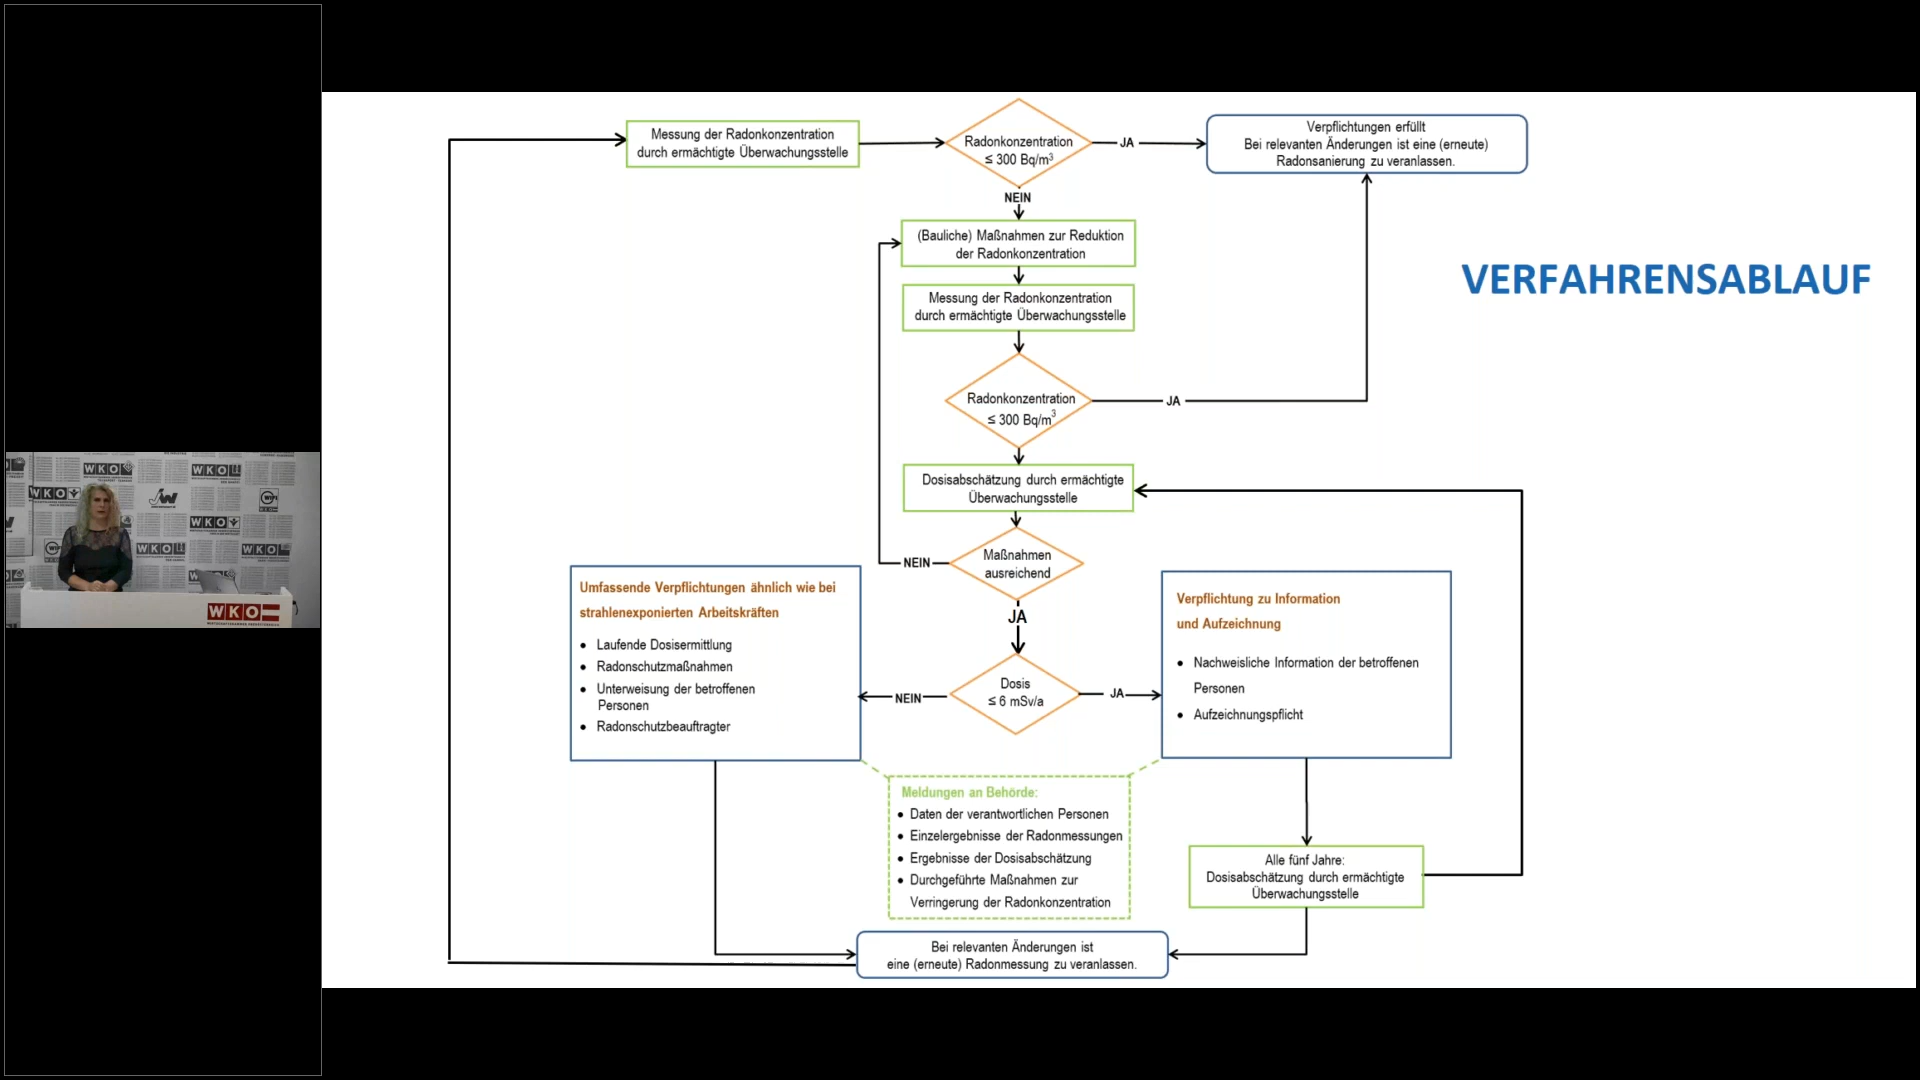 Messung der Radonkonzentration
durch ermächtigte Überwachungsstelle
Radonkonzentration
≤ 300 Bq/m³
JA
Verpflichtungen erfüllt
Bei relevanten Änderungen ist eine (erneute)
Radonsanierung zu veranlassen.
NEIN
(Bauliche) Maßnahmen zur Reduktion
der Radonkonzentration
VERFAHRENSABLAUF
Messung der Radonkonzentration
durch ermächtigte Überwachungsstelle
Radonkonzentration
≤ 300 Bq/m³
JA
Dosisabschätzung durch ermächtigte
Überwachungsstelle
Maßnahmen
ausreichend
NEIN
JA
Umfassende Verpflichtungen ähnlich wie bei
strahlenexponierten Arbeitskräften
• Laufende Dosisermittlung
• Radonschutzmaßnahmen
• Unterweisung der betroffenen
Personen
• Radonschutzbeauftragter
NEIN
Dosis
≤ 6 mSv/a
JA
Verpflichtung zu Information
und Aufzeichnung
• Nachweisliche Information der betroffenen
Personen
• Aufzeichnungspflicht
Meldungen an Behörde:
• Daten der verantwortlichen Personen
• Einzelergebnisse der Radonmessungen
• Ergebnisse der Dosisabschätzung
• Durchgeführte Maßnahmen zur
Verringerung der Radonkonzentration
Alle fünf Jahre:
Dosisabschätzung durch ermächtigte
Überwachungsstelle
Bei relevanten Änderungen ist
eine (erneute) Radonmessung zu veranlassen.
WKO
WKO
WKO
WKO
WKO
WKO
WKO